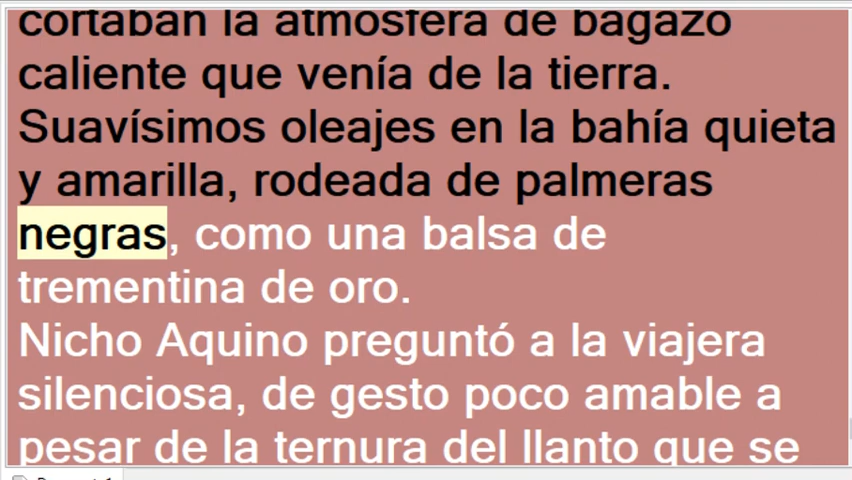 cortaban la atmósfera de bagazo
caliente que venía de la tierra.
Suavísimos oleajes en la bahía quieta
y amarilla, rodeada de palmeras
negras, como una balsa de
trementina de oro.
Nicho Aquino preguntó a la viajera
silenciosa, de gesto poco amable a
pesar de la ternura del llanto que se